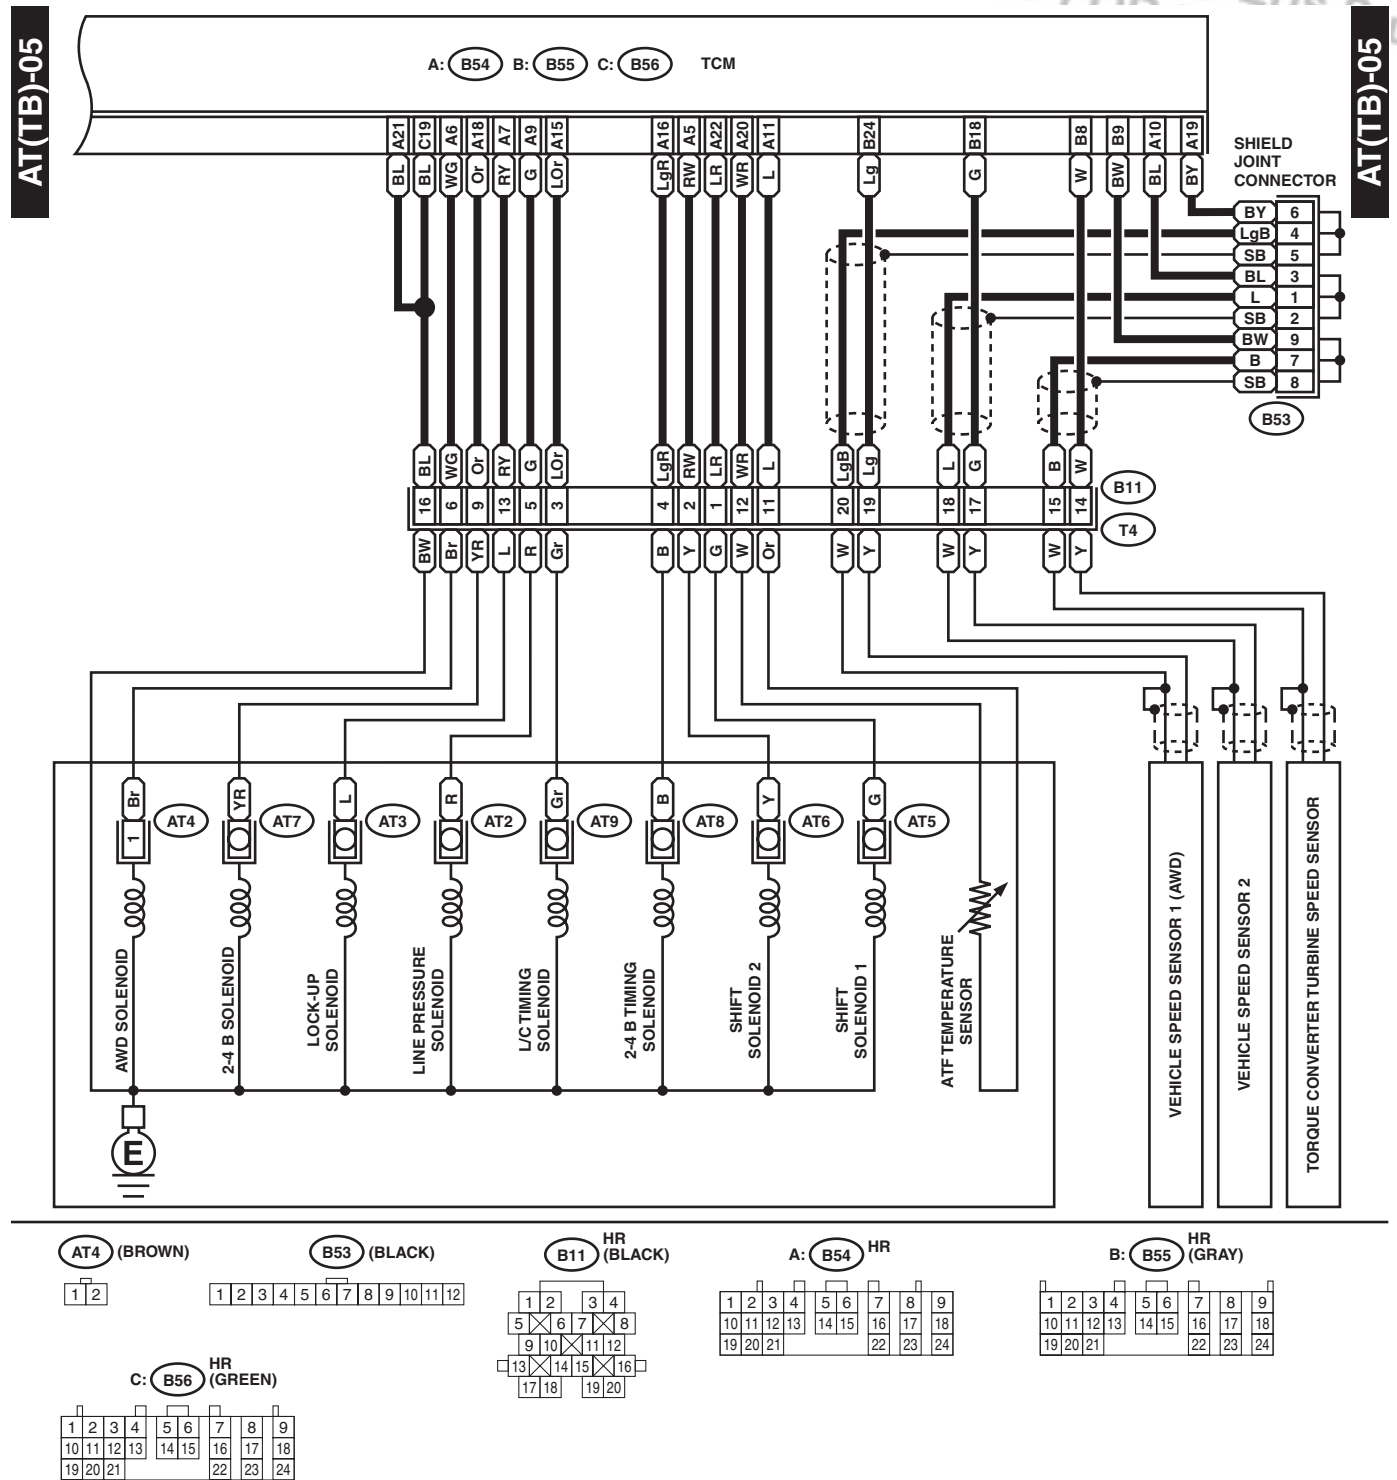 AT(TB)-05
AT(TB)-05
A: B54 B: B55 C: B56 TCM
A21 C19 A6 A18 A7 A9 A15 A16 A5 A22 A20 A11 B24 B18 B8 B9 A10 A19
BL BL WG Or RY G LOr LgR RW LR WR L Lg G W BW BL BY
SHIELD
JOINT
CONNECTOR
BY 6
LgB 4
SB 5
BL 3
L 1
SB 2
BW 9
B 7
SB 8
B53
BL WG Or RY G LOr LgR RW LR WR L LgB Lg L G B W
16 6 9 13 5 3 4 2 1 12 11 20 19 18 17 15 14
B11
T4
BW Br YR L R Gr B Y G W Or W Y W Y W Y
Br YR L R Gr B Y G
1 AT4 AT7 AT3 AT2 AT9 AT8 AT6 AT5
AWD SOLENOID
2-4 B SOLENOID
LOCK-UP
SOLENOID
LINE PRESSURE
SOLENOID
L/C TIMING
SOLENOID
2-4 B TIMING
SOLENOID
SHIFT
SOLENOID 2
SHIFT
SOLENOID 1
ATF TEMPERATURE
SENSOR
VEHICLE SPEED SENSOR 1 (AWD)
VEHICLE SPEED SENSOR 2
TORQUE CONVERTER TURBINE SPEED SENSOR
E
AT4 (BROWN)
1 2
B53 (BLACK)
1 2 3 4 5 6 7 8 9 10 11 12
B11 HR
(BLACK)
1 2 3 4
5 6 7 8
9 10 11 12
13 14 15 16
17 18 19 20
A: B54 HR
1 2 3 4 5 6 7 8 9
10 11 12 13 14 15 16 17 18
19 20 21 22 23 24
B: B55 HR
(GRAY)
1 2 3 4 5 6 7 8 9
10 11 12 13 14 15 16 17 18
19 20 21 22 23 24
C: B56 HR
(GREEN)
1 2 3 4 5 6 7 8 9
10 11 12 13 14 15 16 17 18
19 20 21 22 23 24